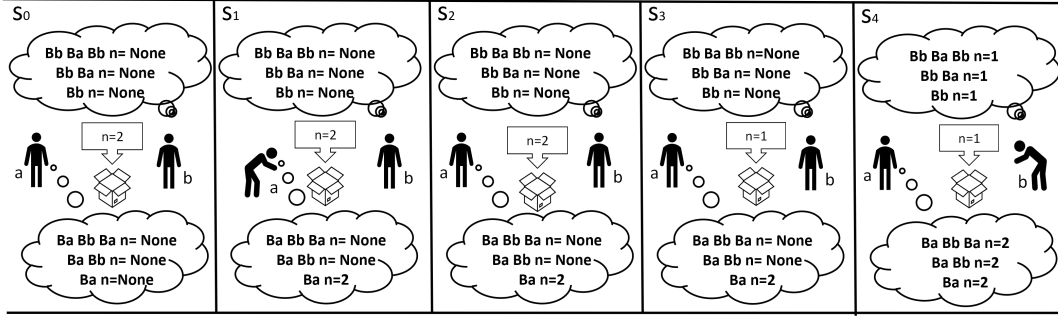 S0
Bb Ba Bb n= None
Bb Ba n= None
Bb n= None
n=2
a
b
Ba Bb Ba n= None
Ba Bb n= None
Ba n=None
S1
Bb Ba Bb n= None
Bb Ba n= None
Bb n= None
n=2
a
b
Ba Bb Ba n= None
Ba Bb n= None
Ba n=2
S2
Bb Ba Bb n= None
Bb Ba n= None
Bb n= None
n=2
a
b
Ba Bb Ba n= None
Ba Bb n= None
Ba n=2
S3
Bb Ba Bb n=None
Bb Ba n= None
Bb n= None
n=1
a
b
Ba Bb Ba n= None
Ba Bb n= None
Ba n=2
S4
Bb Ba Bb n=1
Bb Ba n=1
Bb n=1
n=1
a
b
Ba Bb Ba n=2
Ba Bb n=2
Ba n=2